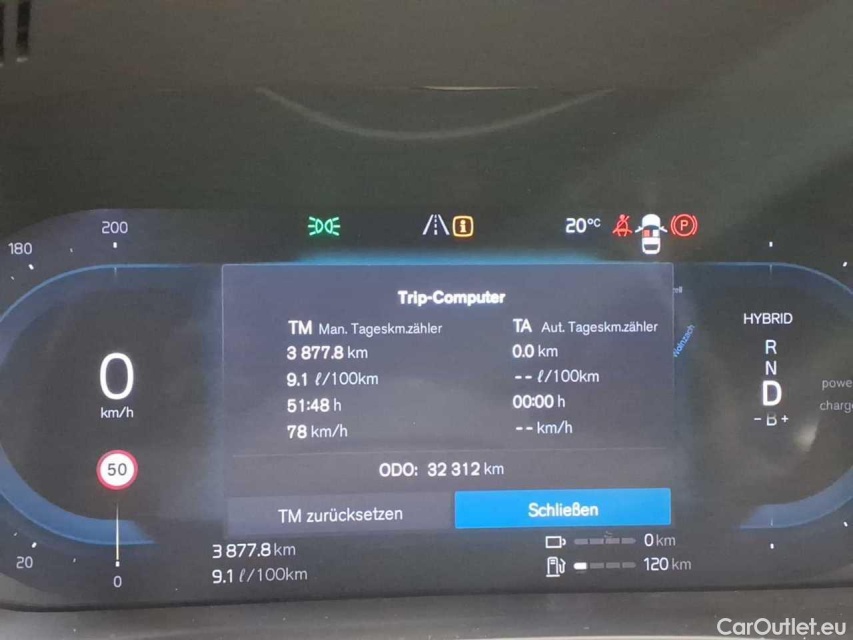 200
180
20°C
P
Trip-Computer
TM Man. Tageskm.zähler
TA Aut. Tageskm.zähler
3 877.8 km
0.0 km
9.1 ℓ/100km
-- ℓ/100km
51:48 h
00:00 h
78 km/h
-- km/h
ODO: 32 312 km
TM zurücksetzen
Schließen
0
km/h
50
HYBRID
R
N
D
- B +
powe
charg
20
0
3 877.8 km
9.1 ℓ/100km
0 km
120 km
CarOutlet.eu